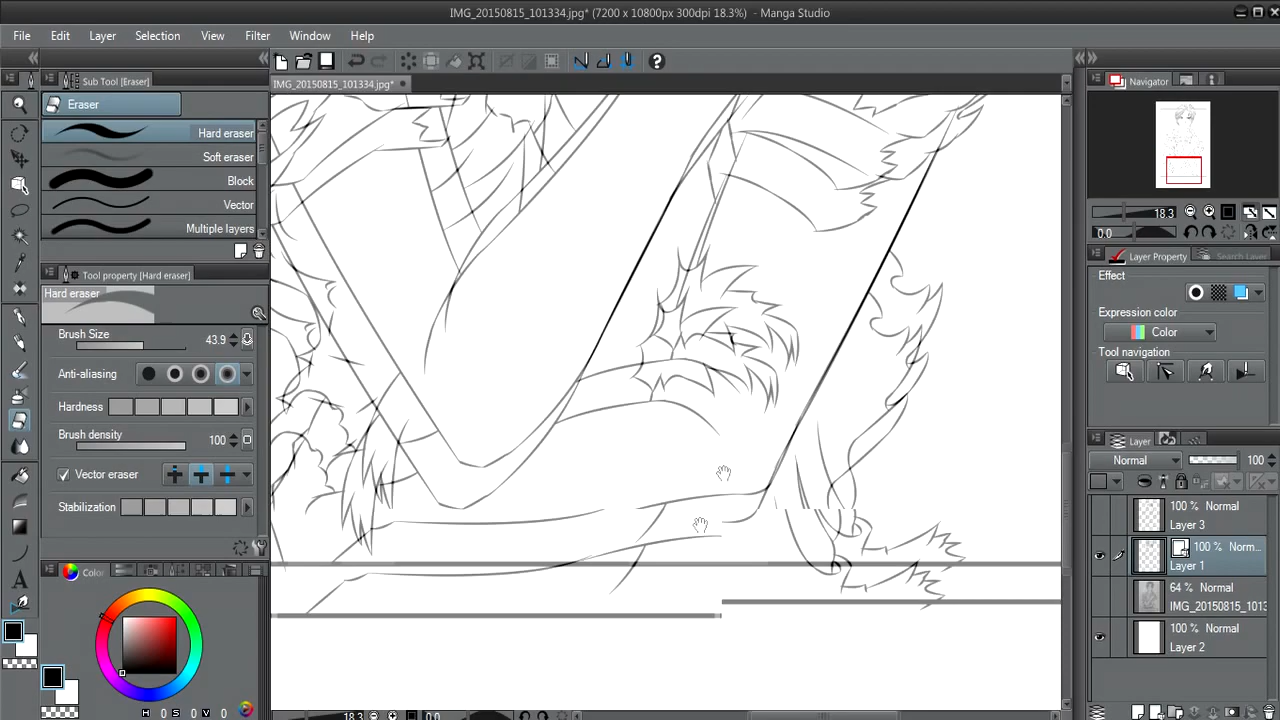 IMG_20150815_101334.jpg* (7200 x 10800px 300dpi 18.3%) - Manga Studio
File Edit Layer Selection View Filter Window Help
Sub Tool [Eraser]
IMG_20150815_101334.jpg*
Navigator
Eraser
Hard eraser
Soft eraser
Block
Vector
Multiple layers
18.3
0.0
Tool property [Hard eraser]
Layer Property
Search Layer
Hard eraser
Effect
Brush Size 43.9
Expression color
Color
Anti-aliasing
Tool navigation
Hardness
Brush density 100
Layer
Normal 100
Vector eraser
Stabilization
100 % Normal
Layer 3
100 % Norm...
Layer 1
Color
64 % Normal
IMG_20150815_1013
100 % Normal
Layer 2
H 0 S 0 V 0
18.3 0.0